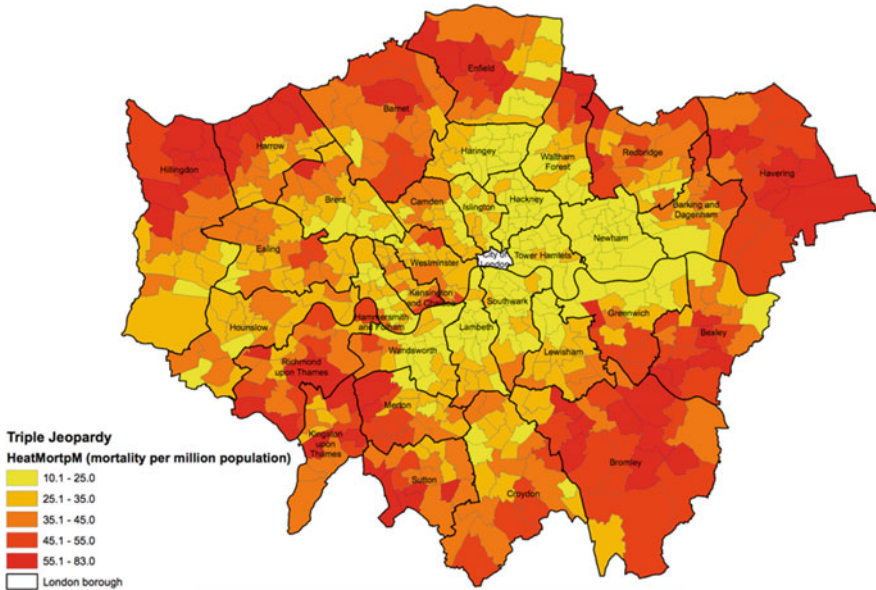 Enfield
Barnet
Harrow
Haringey
Hillingdon
Waltham
Forest
Redbridge
Havering
Brent
Camden
Islington
Hackney
Barking and
Dagenham
Newham
Ealing
Westminster
City of
London
Tower Hamlets
Kensington
and Chelsea
Southwark
Greenwich
Hounslow
Hammersmith
and Fulham
Lambeth
Bexley
Wandsworth
Lewisham
Richmond
upon Thames
Merton
Kingston
upon
Thames
Bromley
Sutton
Croydon
Triple Jeopardy
HeatMortpM (mortality per million population)
10.1 - 25.0
25.1 - 35.0
35.1 - 45.0
45.1 - 55.0
55.1 - 83.0
London borough